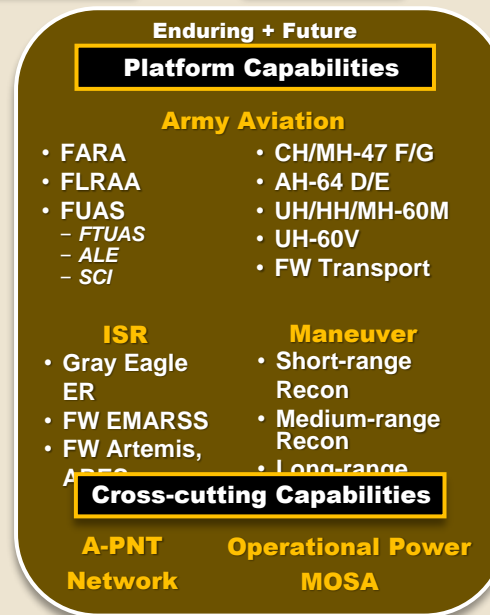 Enduring + Future
Platform Capabilities
Army Aviation
• FARA
• FLRAA
• FUAS
– FTUAS
– ALE
– SCI
• CH/MH-47 F/G
• AH-64 D/E
• UH/HH/MH-60M
• UH-60V
• FW Transport
ISR
• Gray Eagle
ER
• FW EMARSS
• FW Artemis,
Maneuver
• Short-range
Recon
• Medium-range
Recon
• Long-range
Cross-cutting Capabilities
A-PNT
Operational Power
Network
MOSA